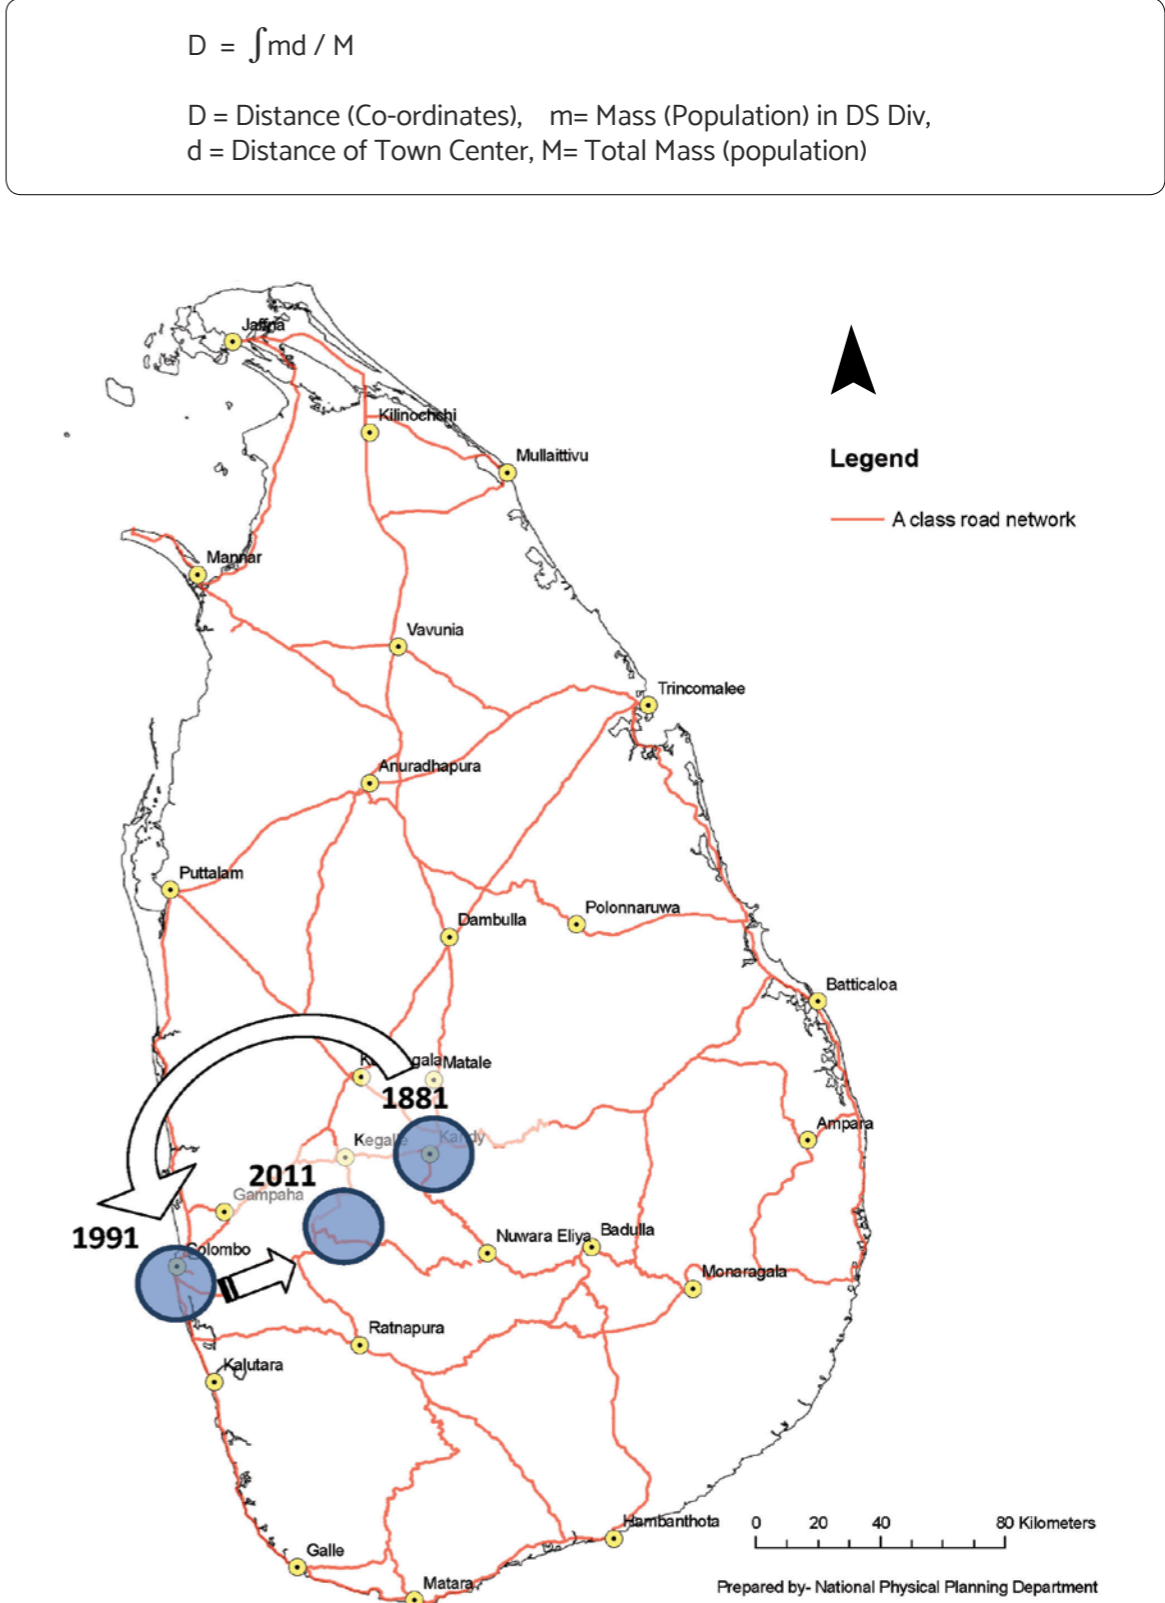 D = ∫md / M
D = Distance (Co-ordinates), m= Mass (Population) in DS Div,
d = Distance of Town Center, M= Total Mass (population)
Jaffna
Kilinochchi
Mullaittivu
Legend
A class road network
Mannar
Vavunia
Trincomalee
Anuradhapura
Puttalam
Polonnaruwa
Dambulla
Batticaloa
Matale
1881
Ampara
Kegalle
Kandy
2011
Gampaha
1991
Colombo
Nuwara Eliya
Badulla
Monaragala
Ratnapura
Kalutara
Hambanthota
0 20 40 80 Kilometers
Galle
Matara
Prepared by- National Physical Planning Department